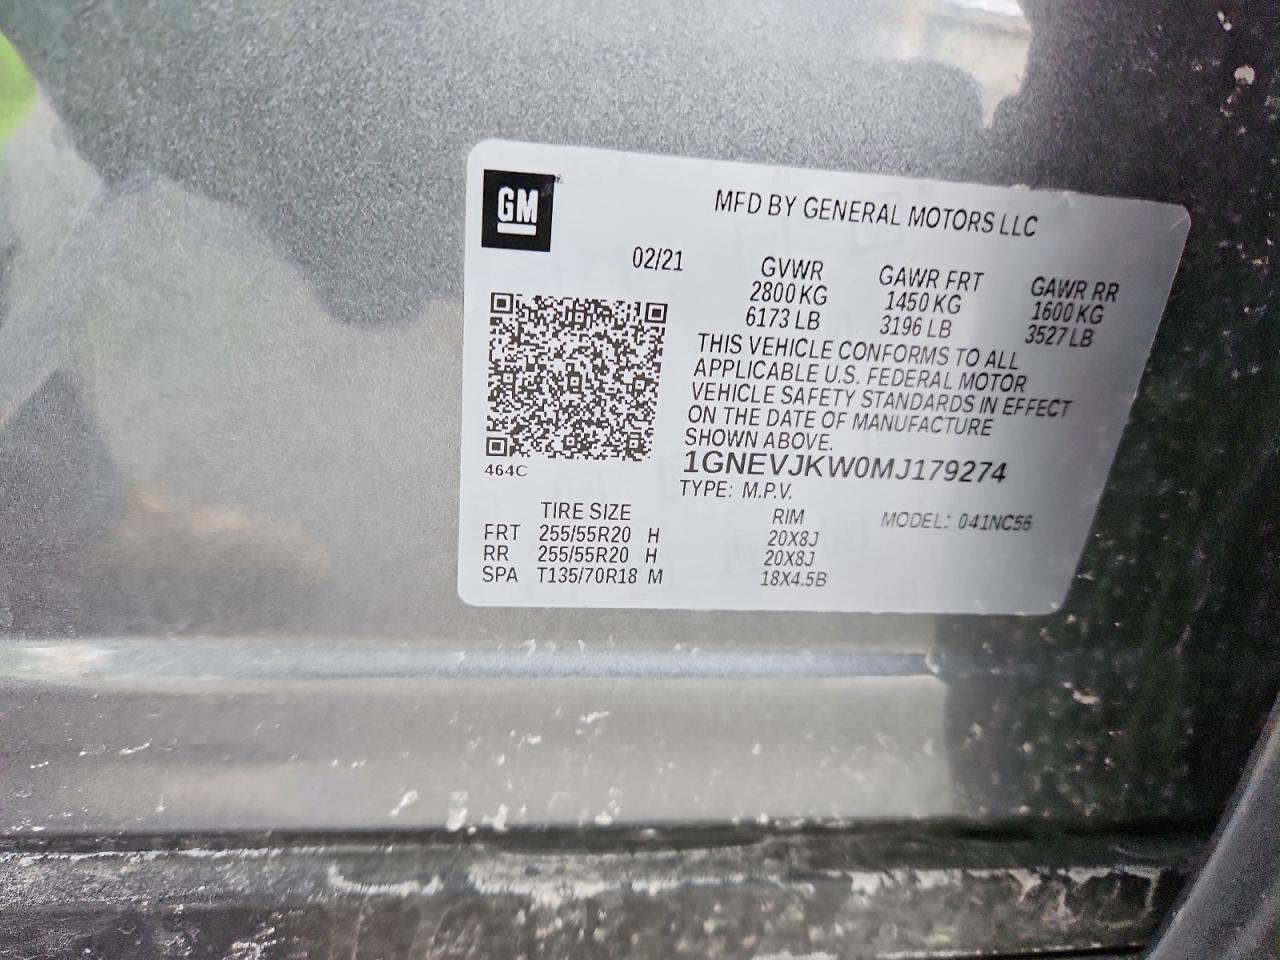 GM
MFD BY GENERAL MOTORS LLC
02/21
GVWR
2800 KG
6173 LB
GAWR FRT
1450 KG
3196 LB
GAWR RR
1600 KG
3527 LB
THIS VEHICLE CONFORMS TO ALL
APPLICABLE U.S. FEDERAL MOTOR
VEHICLE SAFETY STANDARDS IN EFFECT
ON THE DATE OF MANUFACTURE
SHOWN ABOVE.
464C
1GNEVJKW0MJ179274
TYPE: M.P.V.
MODEL: 041NC56
TIRE SIZE RIM
FRT 255/55R20 H 20X8J
RR 255/55R20 H 20X8J
SPA T135/70R18 M 18X4.5B